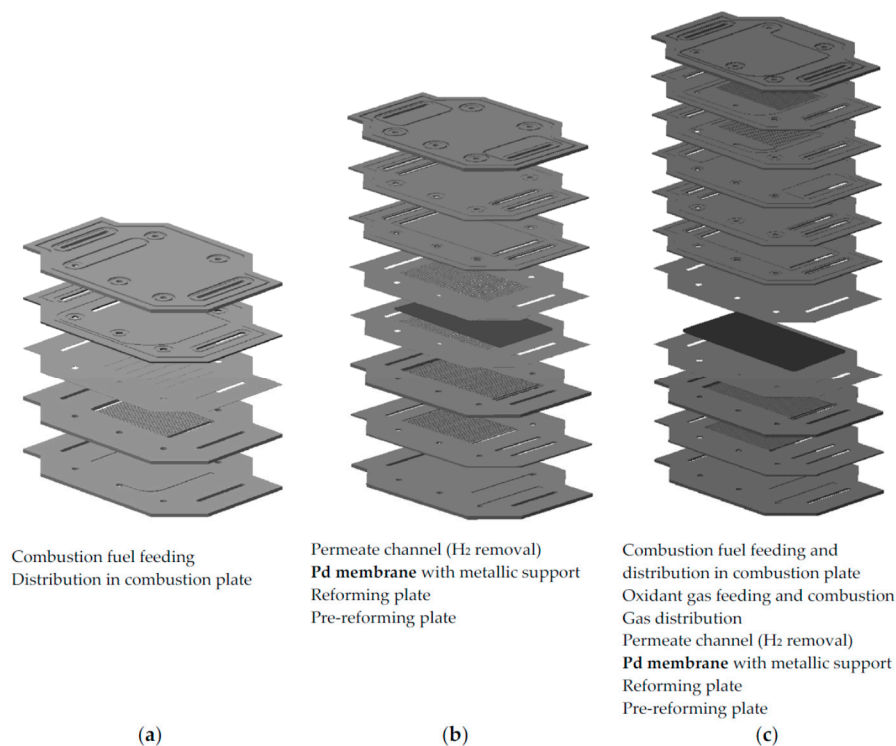 Combustion fuel feeding
Distribution in combustion plate
(a)
Permeate channel (H₂ removal)
Pd membrane with metallic support
Reforming plate
Pre-reforming plate
(b)
Combustion fuel feeding and
distribution in combustion plate
Oxidant gas feeding and combustion
Gas distribution
Permeate channel (H₂ removal)
Pd membrane with metallic support
Reforming plate
Pre-reforming plate
(c)